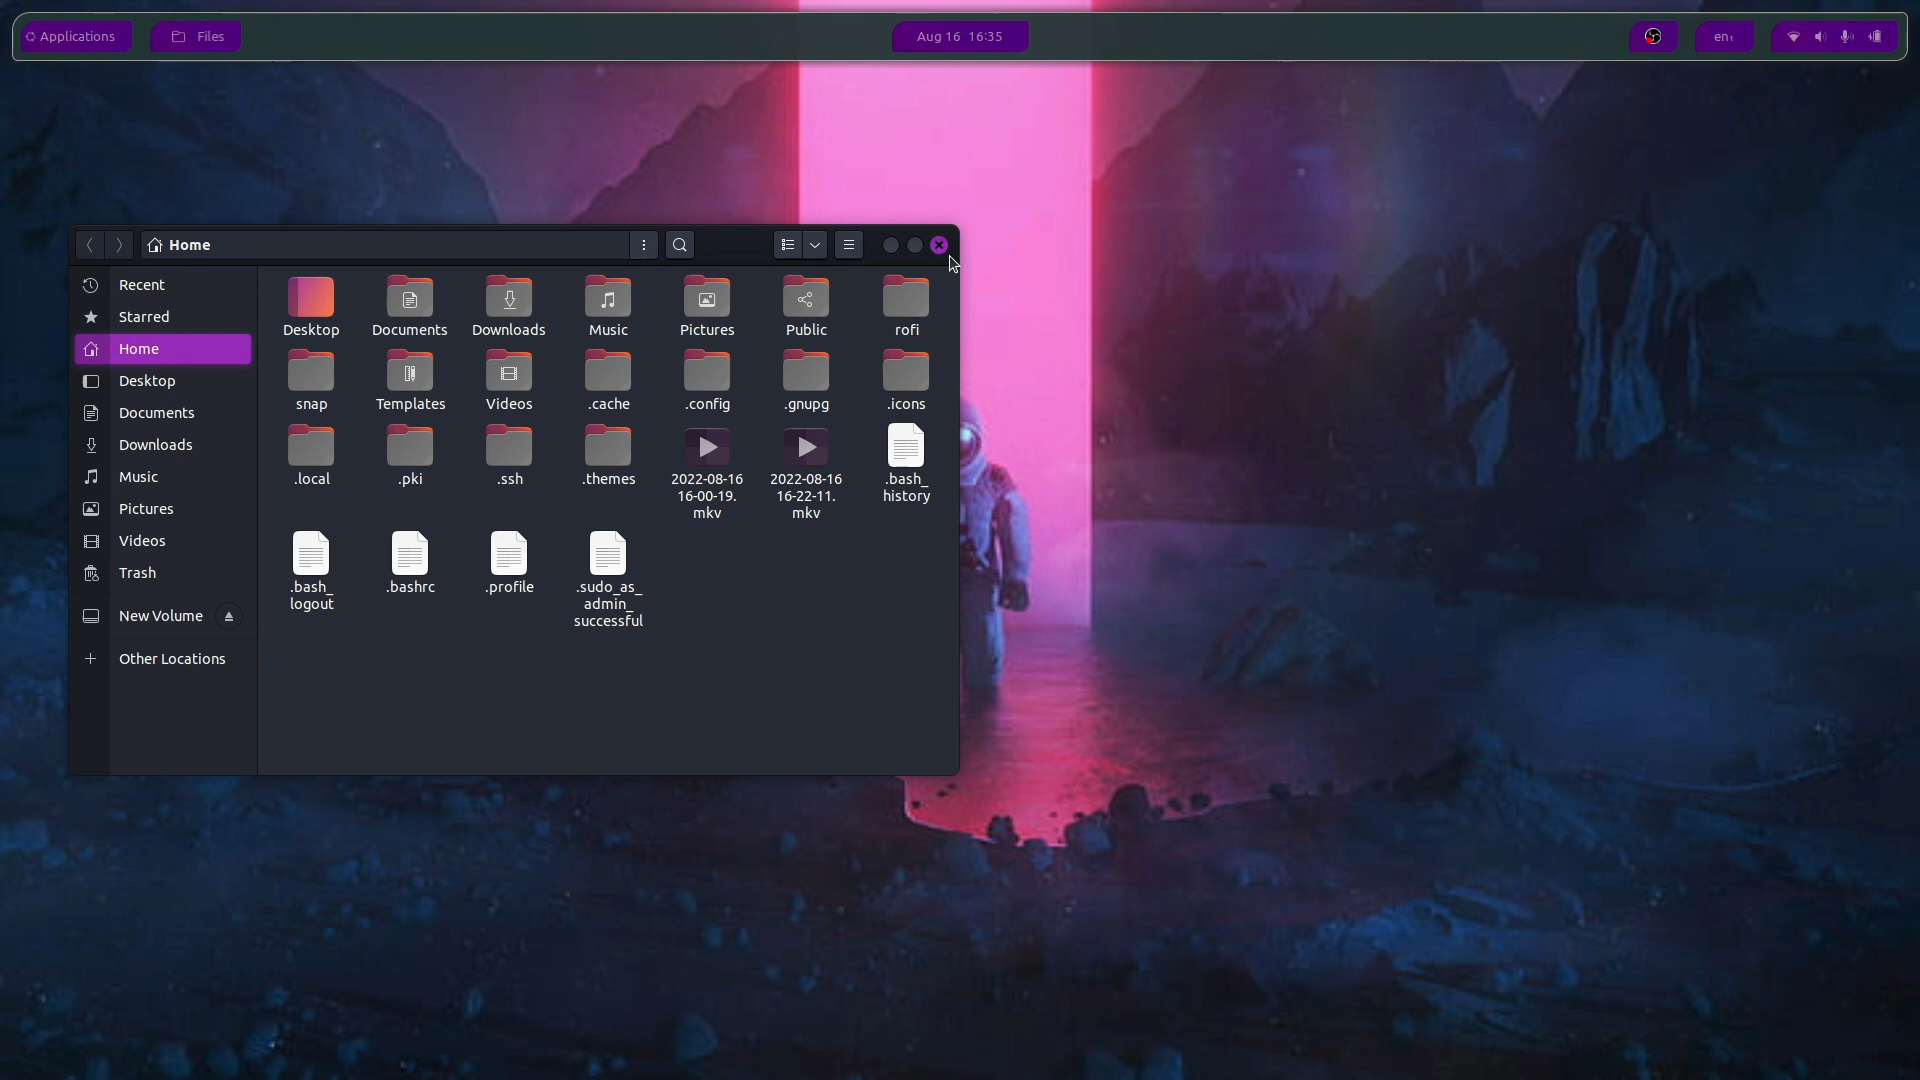 Applications
Files
Aug 16 16:35
en₁
Home
Recent
Starred
Home
Desktop
Documents
Downloads
Music
Pictures
Videos
Trash
New Volume
Other Locations
Desktop
Documents
Downloads
Music
Pictures
Public
rofi
snap
Templates
Videos
.cache
.config
.gnupg
.icons
.local
.pki
.ssh
.themes
2022-08-16
16-00-19.
mkv
2022-08-16
16-22-11.
mkv
.bash_
history
.bash_
logout
.bashrc
.profile
.sudo_as_
admin_
successful